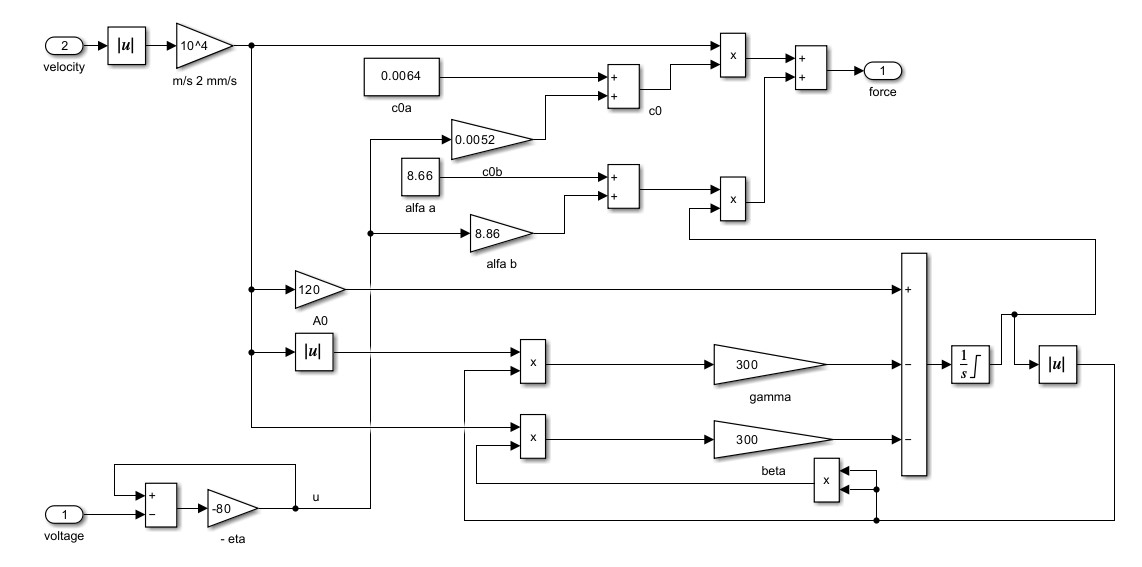 2
velocity
|u|
10^4
m/s 2 mm/s
x
+
+
1
force
0.0064
c0a
+
+
c0
0.0052
c0b
8.66
alfa a
+
+
x
8.86
alfa b
120
A0
+
|u|
x
300
gamma
−
1
s
|u|
x
300
beta
−
x
+
−
-80
- eta
u
1
voltage